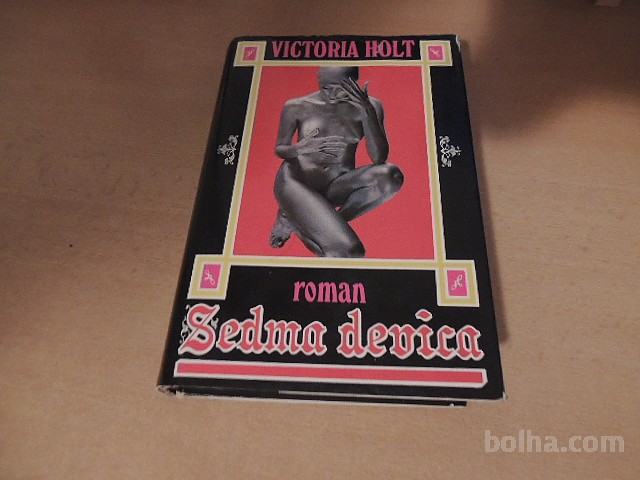 VICTORIA HOLT
roman
Sedma devica
bolha.com